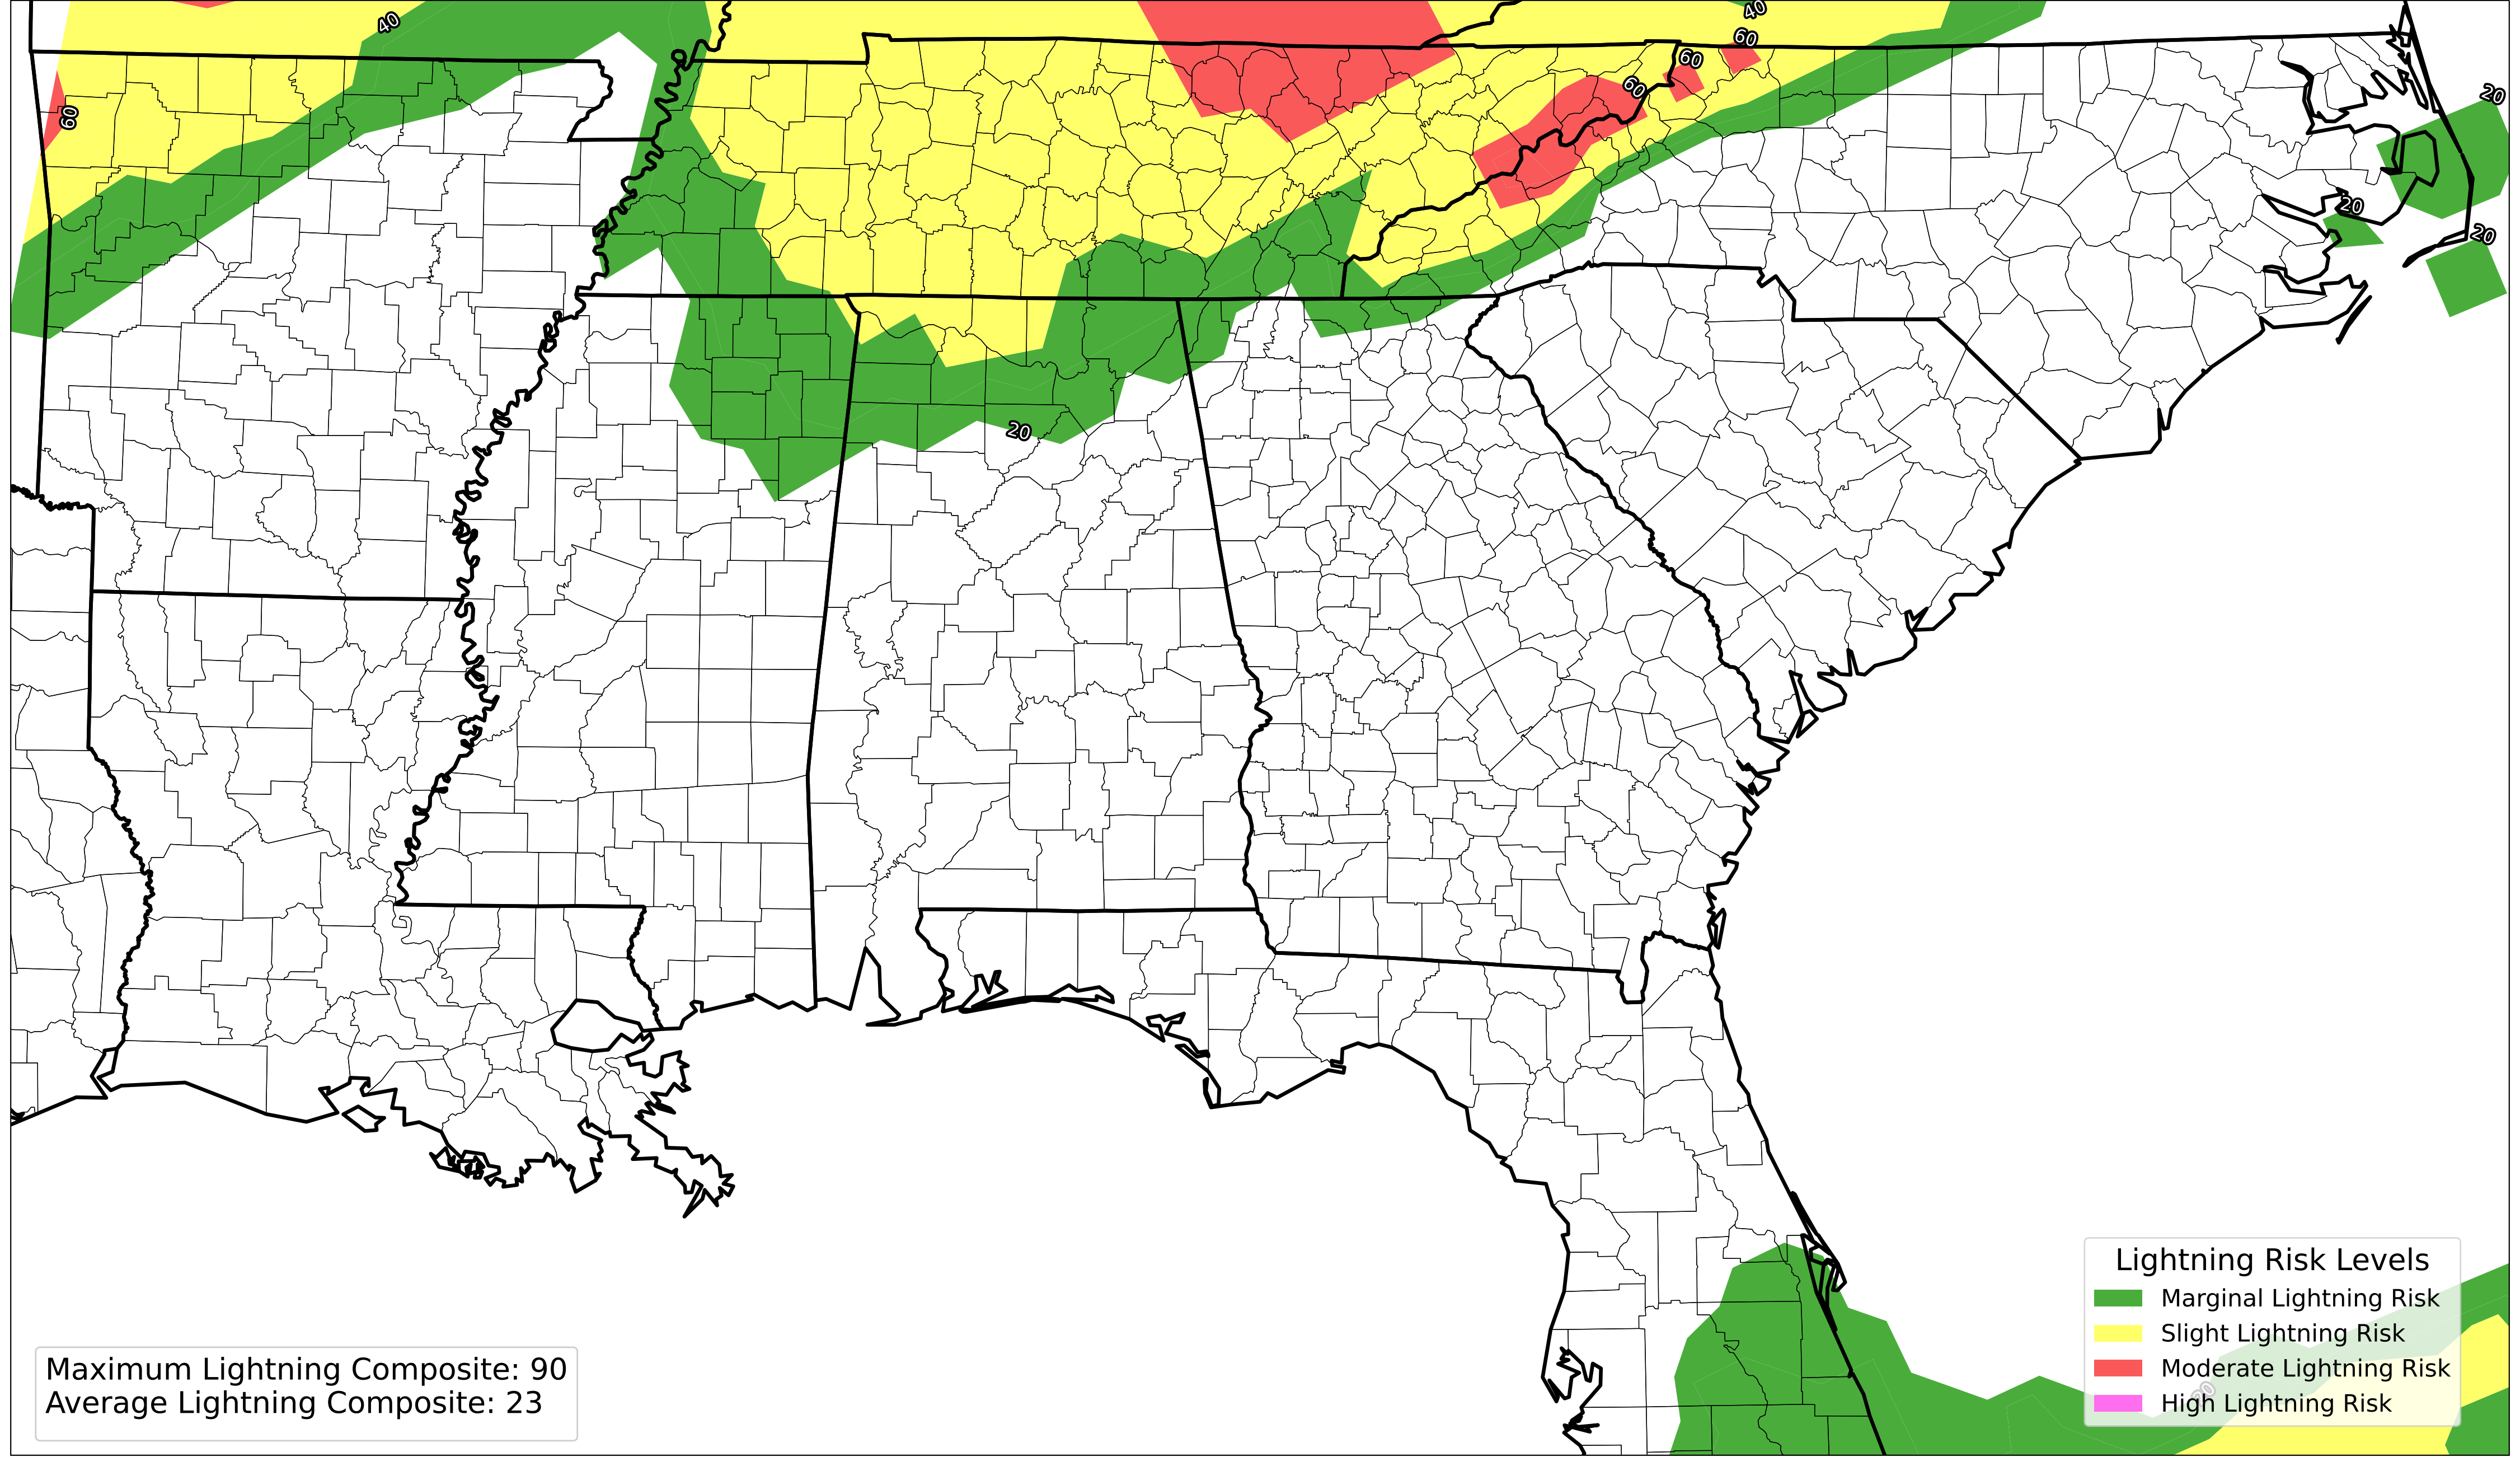 40
40
60
60
60
60
20
20
20
20
Lightning Risk Levels
Marginal Lightning Risk
Slight Lightning Risk
Moderate Lightning Risk
High Lightning Risk
Maximum Lightning Composite: 90
Average Lightning Composite: 23